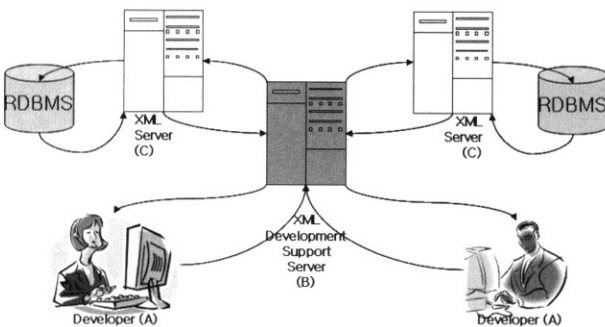 RDBMS
XML
Server
(C)
XML
Server
(C)
RDBMS
XML
Development
Support
Server
(B)
Developer (A)
Developer (A)